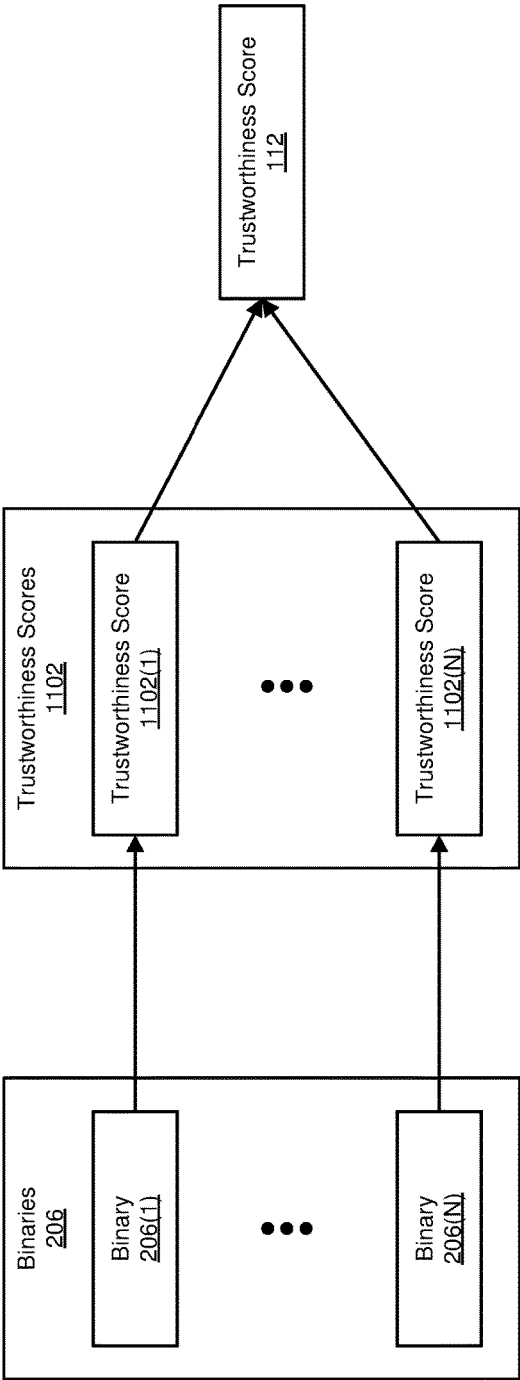 Binaries
206
Binary
206(1)
Binary
206(N)
Trustworthiness Scores
1102
Trustworthiness Score
1102(1)
Trustworthiness Score
1102(N)
Trustworthiness Score
112